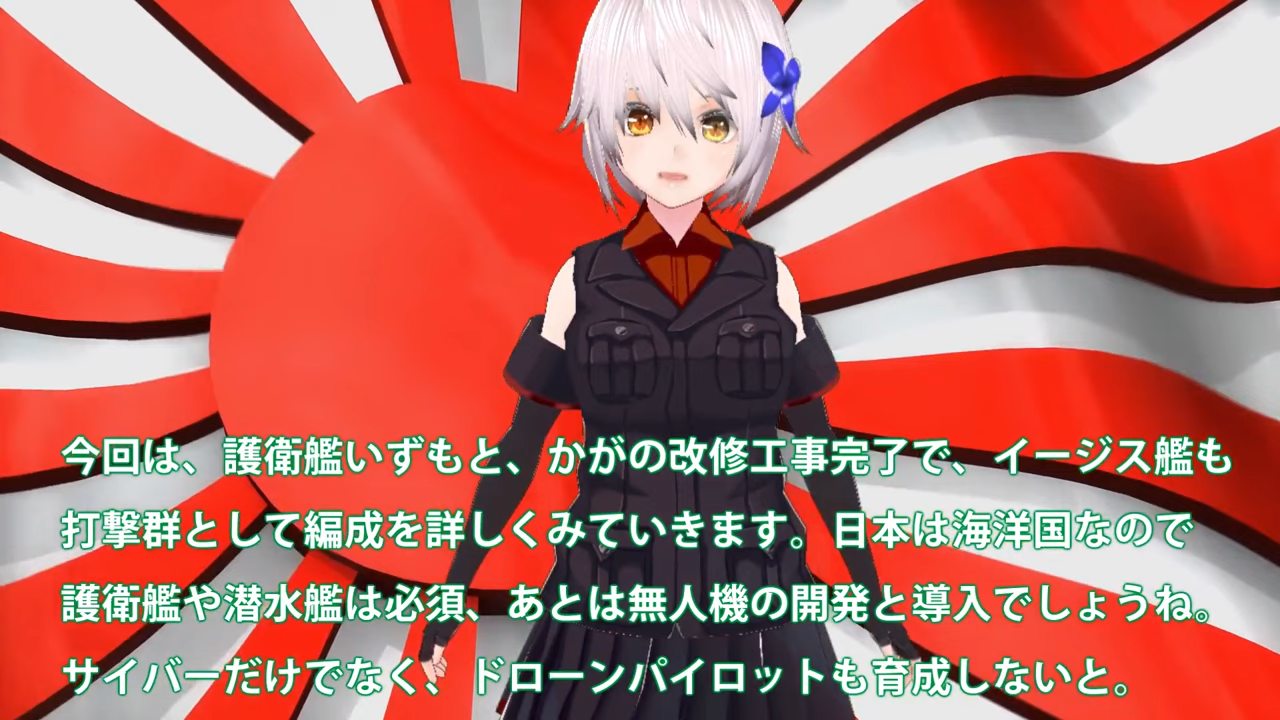 今回は、護衛艦いずもと、かがの改修工事完了で、イージス艦も
打撃群として編成を詳しくみていきます。日本は海洋国なので
護衛艦や潜水艦は必須、あとは無人機の開発と導入でしょうね。
サイバーだけでなく、ドローンパイロットも育成しないと。